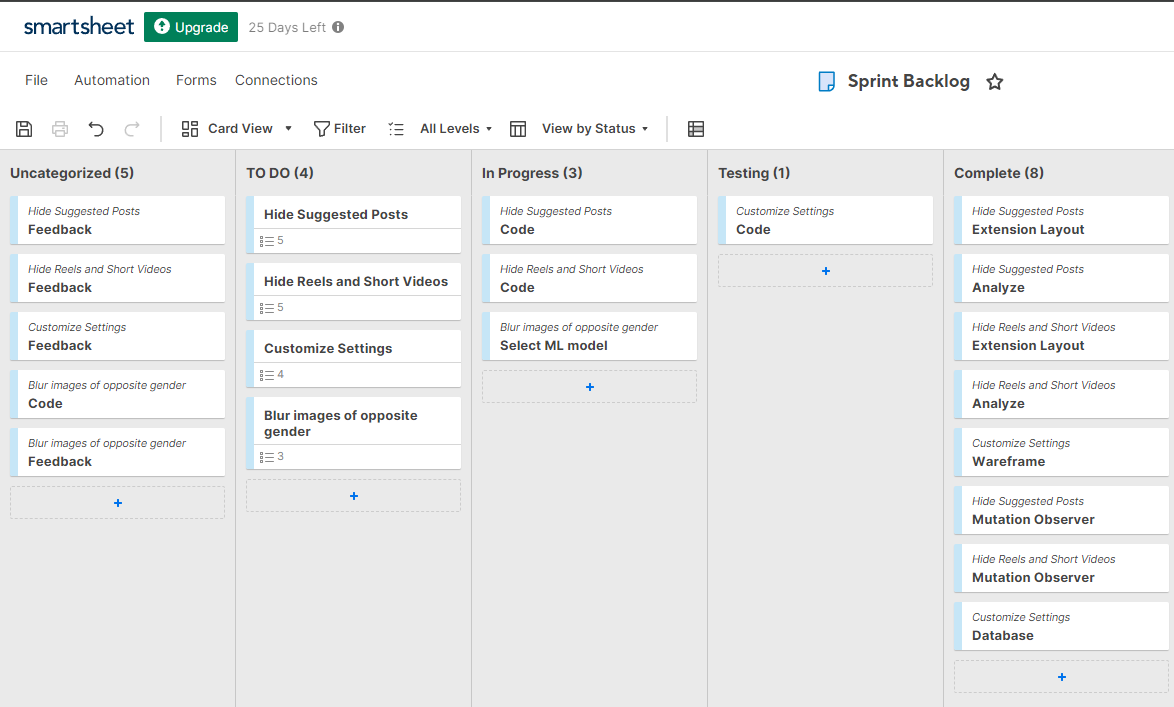 smartsheet
Upgrade
25 Days Left
File Automation Forms Connections
Sprint Backlog
Card View Filter All Levels View by Status
Uncategorized (5)
Hide Suggested Posts
Feedback
Hide Reels and Short Videos
Feedback
Customize Settings
Feedback
Blur images of opposite gender
Code
Blur images of opposite gender
Feedback
+
TO DO (4)
Hide Suggested Posts
5
Hide Reels and Short Videos
5
Customize Settings
4
Blur images of opposite
gender
3
+
In Progress (3)
Hide Suggested Posts
Code
Hide Reels and Short Videos
Code
Blur images of opposite gender
Select ML model
+
Testing (1)
Customize Settings
Code
+
Complete (8)
Hide Suggested Posts
Extension Layout
Hide Suggested Posts
Analyze
Hide Reels and Short Videos
Extension Layout
Hide Reels and Short Videos
Analyze
Customize Settings
Wareframe
Hide Suggested Posts
Mutation Observer
Hide Reels and Short Videos
Mutation Observer
Customize Settings
Database
+